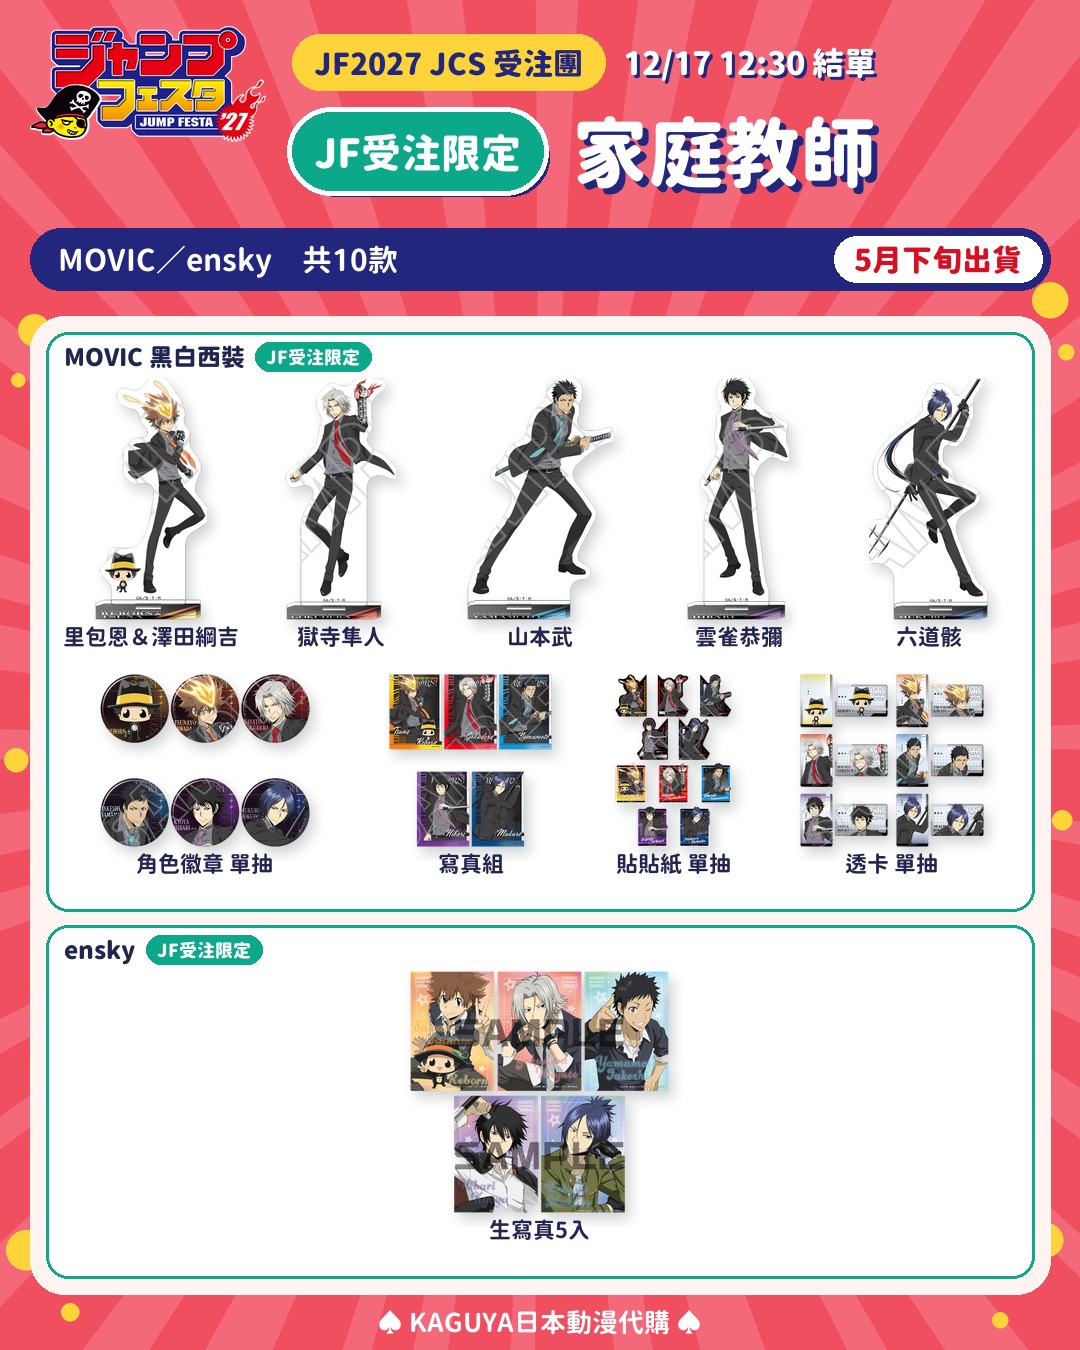 ジャンプ
フェスタ
JUMP FESTA '27
JF2027 JCS 受注團
12/17 12:30 結單
JF受注限定
家庭教師
MOVIC／ensky 共10款
5月下旬出貨
MOVIC 黑白西裝
JF受注限定
里包恩＆澤田綱吉
獄寺隼人
山本武
雲雀恭彌
六道骸
角色徽章 單抽
寫真組
貼貼紙 單抽
透卡 單抽
ensky
JF受注限定
SAMPLE
Reborn
Yamamoto
Takeshi
SAMPLE
生寫真5入
♠ KAGUYA日本動漫代購 ♠